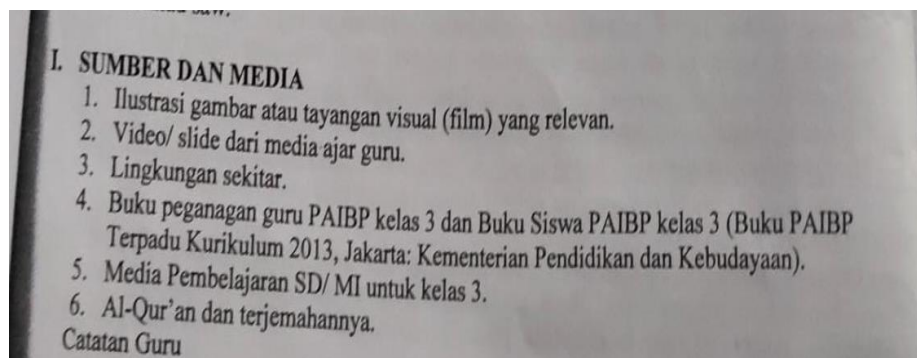 I. SUMBER DAN MEDIA
1. Ilustrasi gambar atau tayangan visual (film) yang relevan.
2. Video/ slide dari media ajar guru.
3. Lingkungan sekitar.
4. Buku peganagan guru PAIBP kelas 3 dan Buku Siswa PAIBP kelas 3 (Buku PAIBP
Terpadu Kurikulum 2013, Jakarta: Kementerian Pendidikan dan Kebudayaan).
5. Media Pembelajaran SD/ MI untuk kelas 3.
6. Al-Qur'an dan terjemahannya.
Catatan Guru